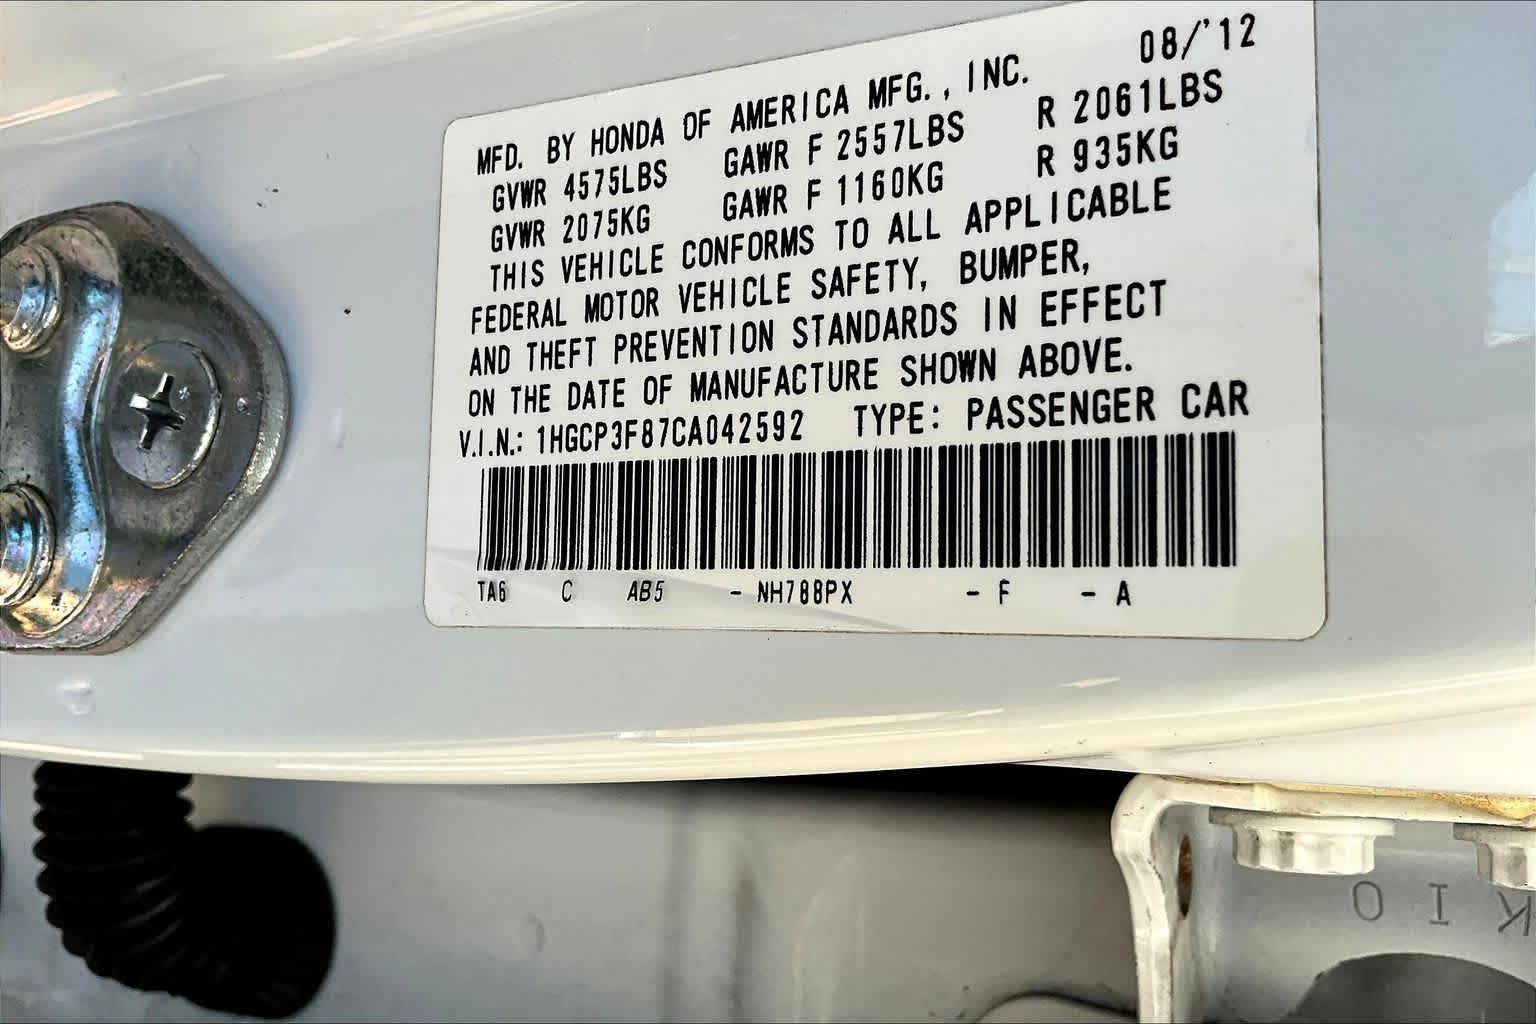 08/'12
MFD. BY HONDA OF AMERICA MFG., INC.
GVWR 4575LBS GAWR F 2557LBS R 2061LBS
GVWR 2075KG GAWR F 1160KG R 935KG
THIS VEHICLE CONFORMS TO ALL APPLICABLE
FEDERAL MOTOR VEHICLE SAFETY, BUMPER,
AND THEFT PREVENTION STANDARDS IN EFFECT
ON THE DATE OF MANUFACTURE SHOWN ABOVE.
V.I.N.: 1HGCP3F87CA042592 TYPE: PASSENGER CAR
TA6 C AB5 - NH788PX - F - A
KIO